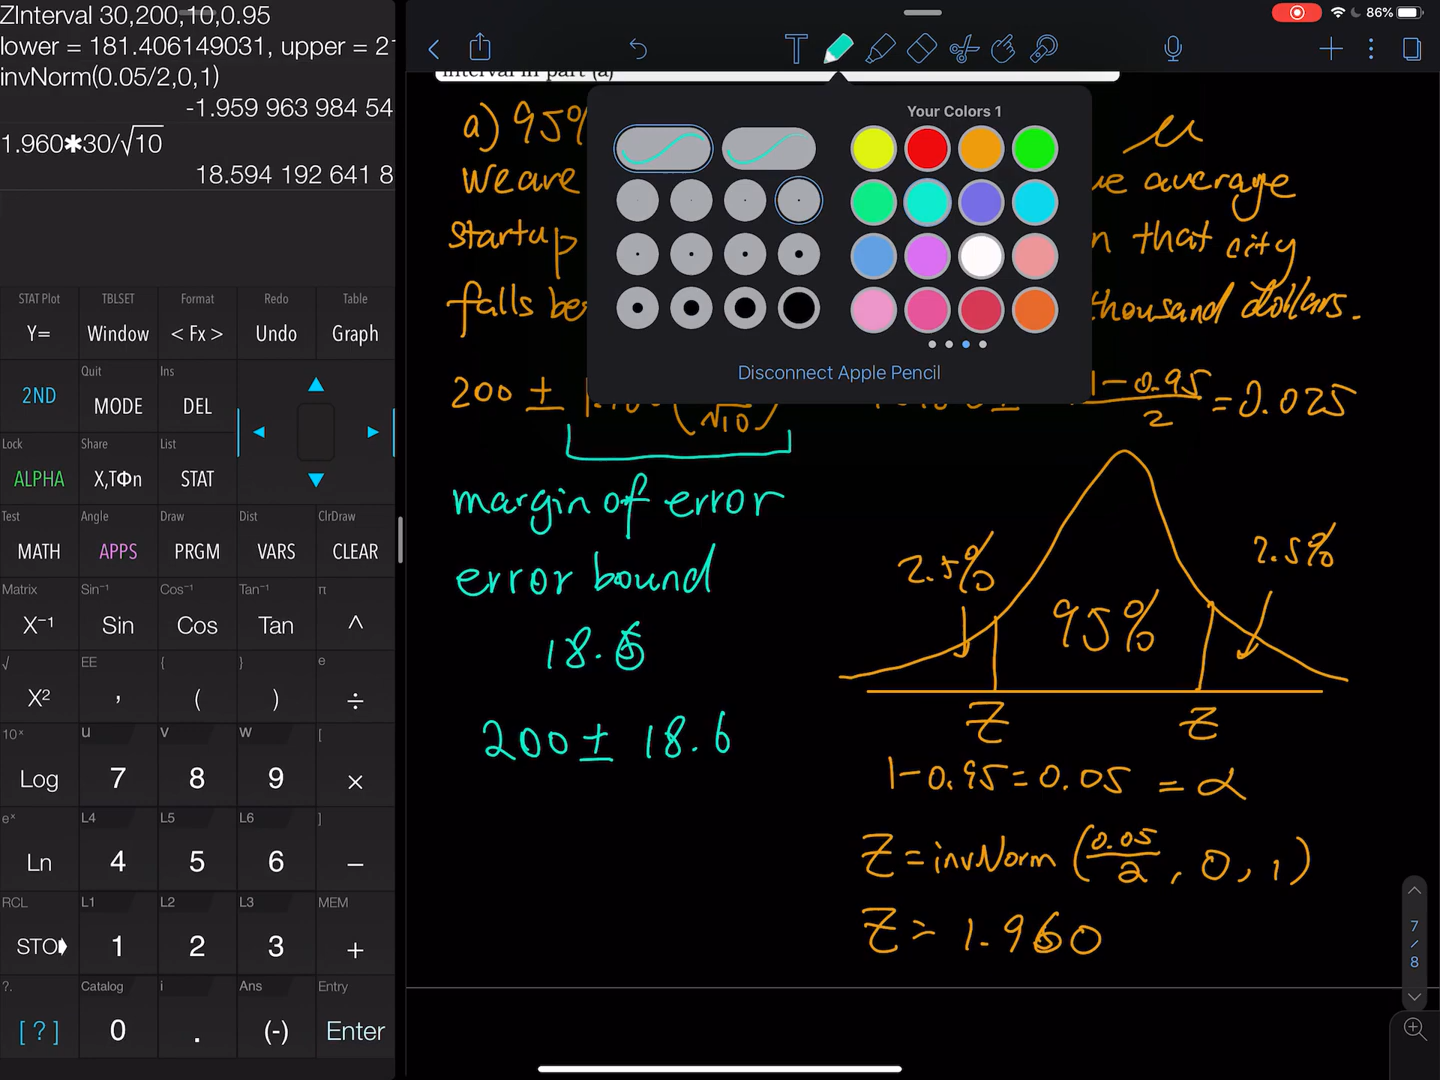 ZInterval 30,200,10,0.95
lower = 181.406149031, upper = 2
invNorm(0.05/2,0,1)
-1.959 963 984 54
1.960✱30/√10
18.594 192 641 8
STAT Plot TBLSET Format Redo Table
Y= Window < Fx > Undo Graph
Quit Ins
2ND MODE DEL
Lock Share List
ALPHA X,TΦn STAT
Test Angle Draw Dist ClrDraw
MATH APPS PRGM VARS CLEAR
Matrix Sin⁻¹ Cos⁻¹ Tan⁻¹ π
X⁻¹ Sin Cos Tan ^
√ EE { } e
X² , ( ) ÷
10ˣ u v w [
Log 7 8 9 ×
eˣ L4 L5 L6 ]
Ln 4 5 6 −
RCL L1 L2 L3 MEM
STO 1 2 3 +
?. Catalog i Ans Entry
[ ? ] 0 . (-) Enter
86%
T
interval in part (a)
Your Colors 1
Disconnect Apple Pencil
a) 95% μ
We are average
startup that city
falls thousand dollars.
200 ± √10 1-0.95/2 = 0.025
margin of error
error bound
18.6
200 ± 18.6
2.5% 95% 2.5%
Z Z
1-0.95=0.05 = α
Z = invNorm (0.05/2, 0, 1)
Z = 1.960
7
/
8